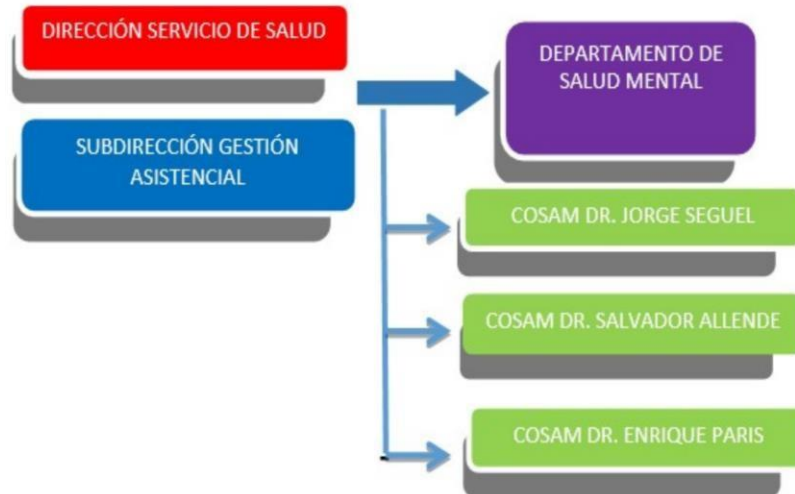 DIRECCIÓN SERVICIO DE SALUD
SUBDIRECCIÓN GESTIÓN
ASISTENCIAL
DEPARTAMENTO DE
SALUD MENTAL
COSAM DR. JORGE SEGUEL
COSAM DR. SALVADOR ALLENDE
COSAM DR. ENRIQUE PARIS